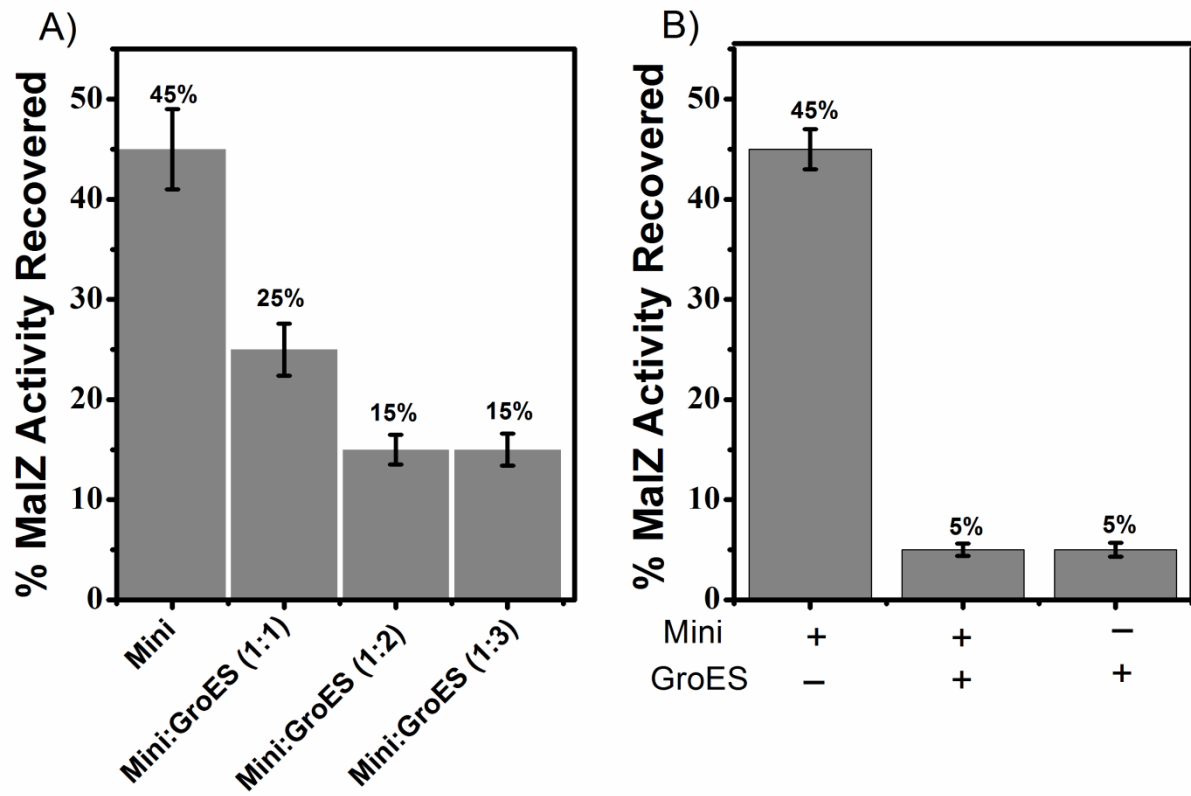 A)
% MalZ Activity Recovered
50
40
30
20
10
0
45%
25%
15%
15%
Mini
Mini:GroES (1:1)
Mini:GroES (1:2)
Mini:GroES (1:3)
B)
% MalZ Activity Recovered
50
40
30
20
10
0
45%
5%
5%
Mini + + −
GroES − + +